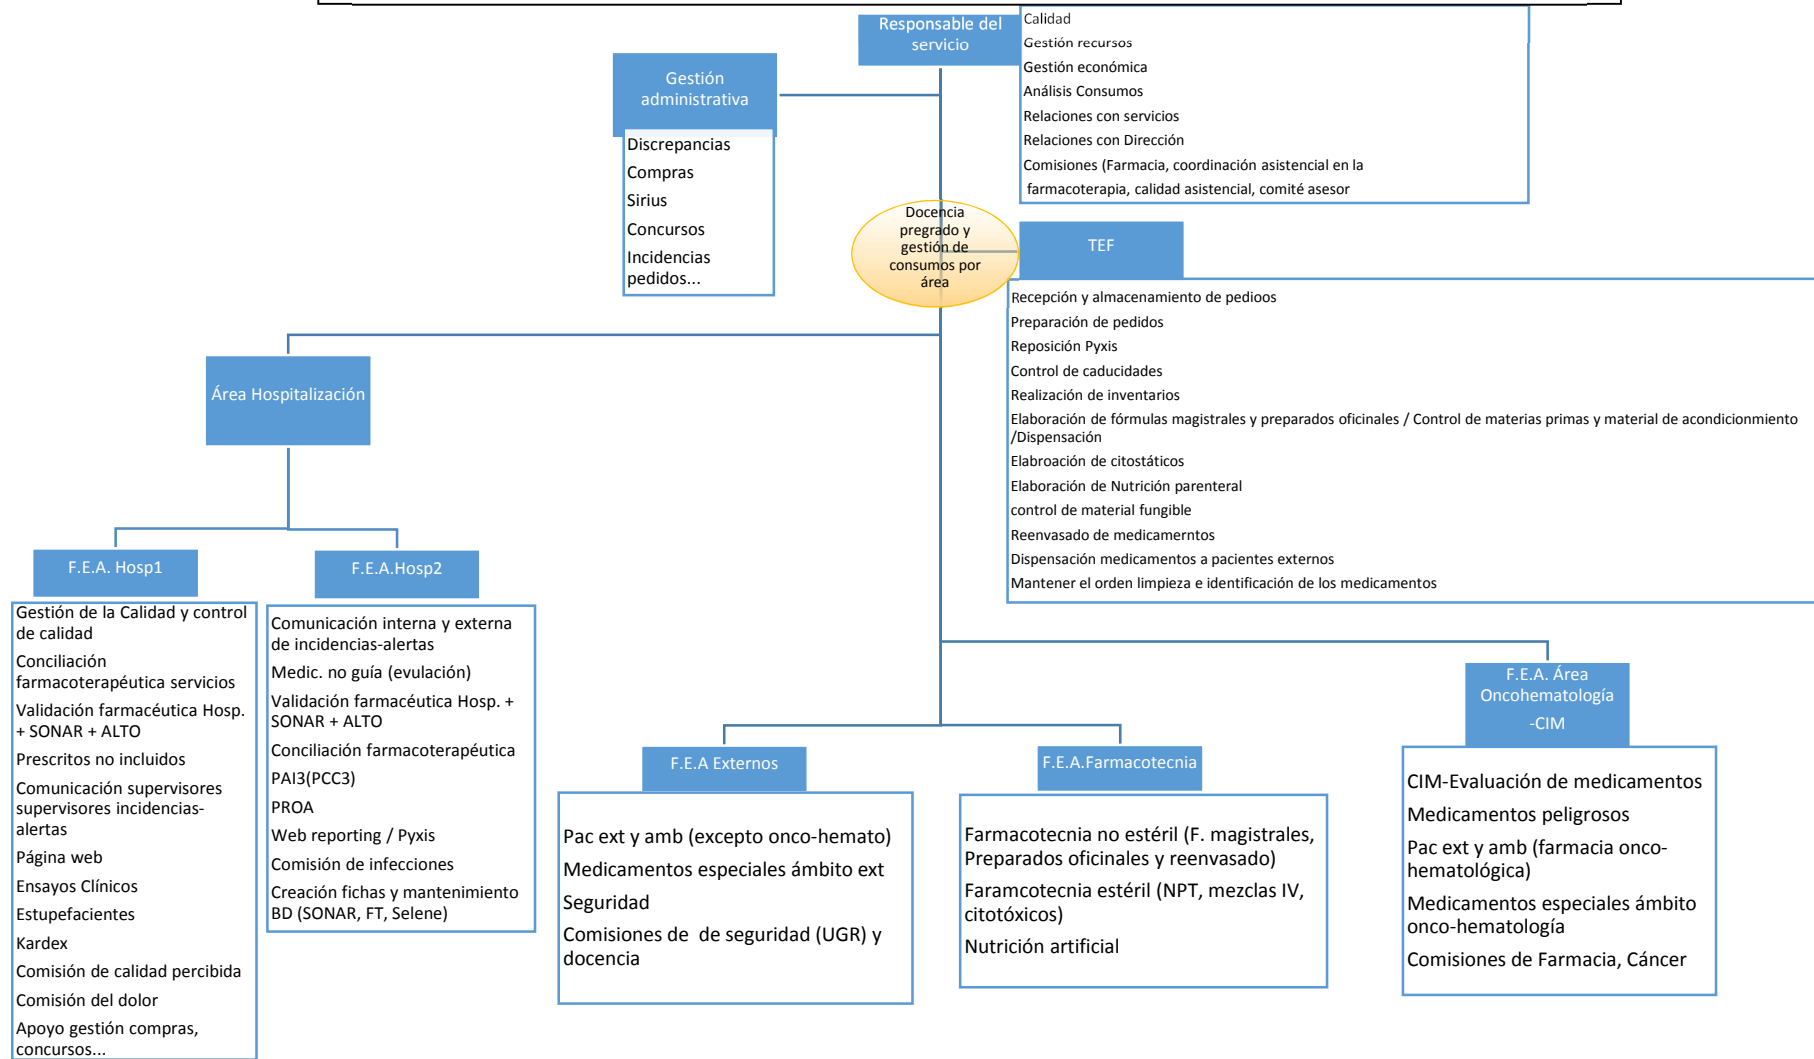 Responsable del
servicio
Calidad
Gestión recursos
Gestión económica
Análisis Consumos
Relaciones con servicios
Relaciones con Dirección
Comisiones (Farmacia, coordinación asistencial en la
farmacoterapia, calidad asistencial, comité asesor
Gestión
administrativa
Discrepancias
Compras
Sirius
Concursos
Incidencias
pedidos...
Docencia
pregrado y
gestión de
consumos por
área
TEF
Recepción y almacenamiento de pedioos
Preparación de pedidos
Reposición Pyxis
Control de caducidades
Realización de inventarios
Elaboración de fórmulas magistrales y preparados oficinales / Control de materias primas y material de acondicionmiento
/Dispensación
Elabroación de citostáticos
Elaboración de Nutrición parenteral
control de material fungible
Reenvasado de medicamerntos
Dispensación medicamentos a pacientes externos
Mantener el orden limpieza e identificación de los medicamentos
Área Hospitalización
F.E.A. Hosp1
Gestión de la Calidad y control
de calidad
Conciliación
farmacoterapéutica servicios
Validación farmacéutica Hosp.
+ SONAR + ALTO
Prescritos no incluidos
Comunicación supervisores
supervisores incidencias-
alertas
Página web
Ensayos Clínicos
Estupefacientes
Kardex
Comisión de calidad percibida
Comisión del dolor
Apoyo gestión compras,
concursos...
F.E.A.Hosp2
Comunicación interna y externa
de incidencias-alertas
Medic. no guía (evulación)
Validación farmacéutica Hosp. +
SONAR + ALTO
Conciliación farmacoterapéutica
PAI3(PCC3)
PROA
Web reporting / Pyxis
Comisión de infecciones
Creación fichas y mantenimiento
BD (SONAR, FT, Selene)
F.E.A Externos
Pac ext y amb (excepto onco-hemato)
Medicamentos especiales ámbito ext
Seguridad
Comisiones de  de seguridad (UGR) y
docencia
F.E.A.Farmacotecnia
Farmacotecnia no estéril (F. magistrales,
Preparados oficinales y reenvasado)
Faramcotecnia estéril (NPT, mezclas IV,
citotóxicos)
Nutrición artificial
F.E.A. Área
Oncohematología
-CIM
CIM-Evaluación de medicamentos
Medicamentos peligrosos
Pac ext y amb (farmacia onco-
hematológica)
Medicamentos especiales ámbito
onco-hematología
Comisiones de Farmacia, Cáncer